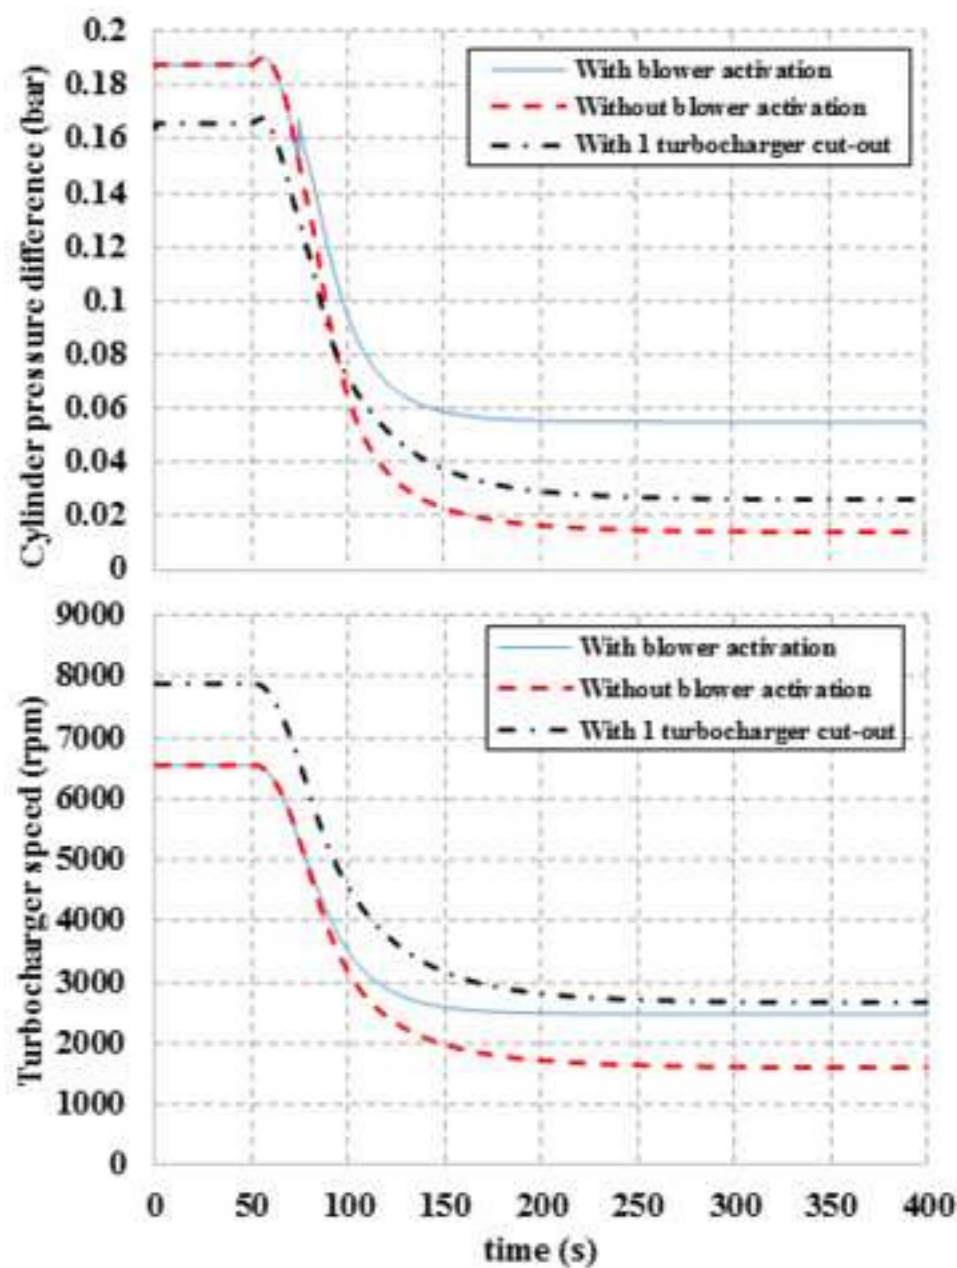 Cylinder pressure difference (bar)
0.2
0.18
0.16
0.14
0.12
0.1
0.08
0.06
0.04
0.02
0
With blower activation
Without blower activation
With 1 turbocharger cut-out
Turbocharger speed (rpm)
9000
8000
7000
6000
5000
4000
3000
2000
1000
0
With blower activation
Without blower activation
With 1 turbocharger cut-out
0 50 100 150 200 250 300 350 400
time (s)